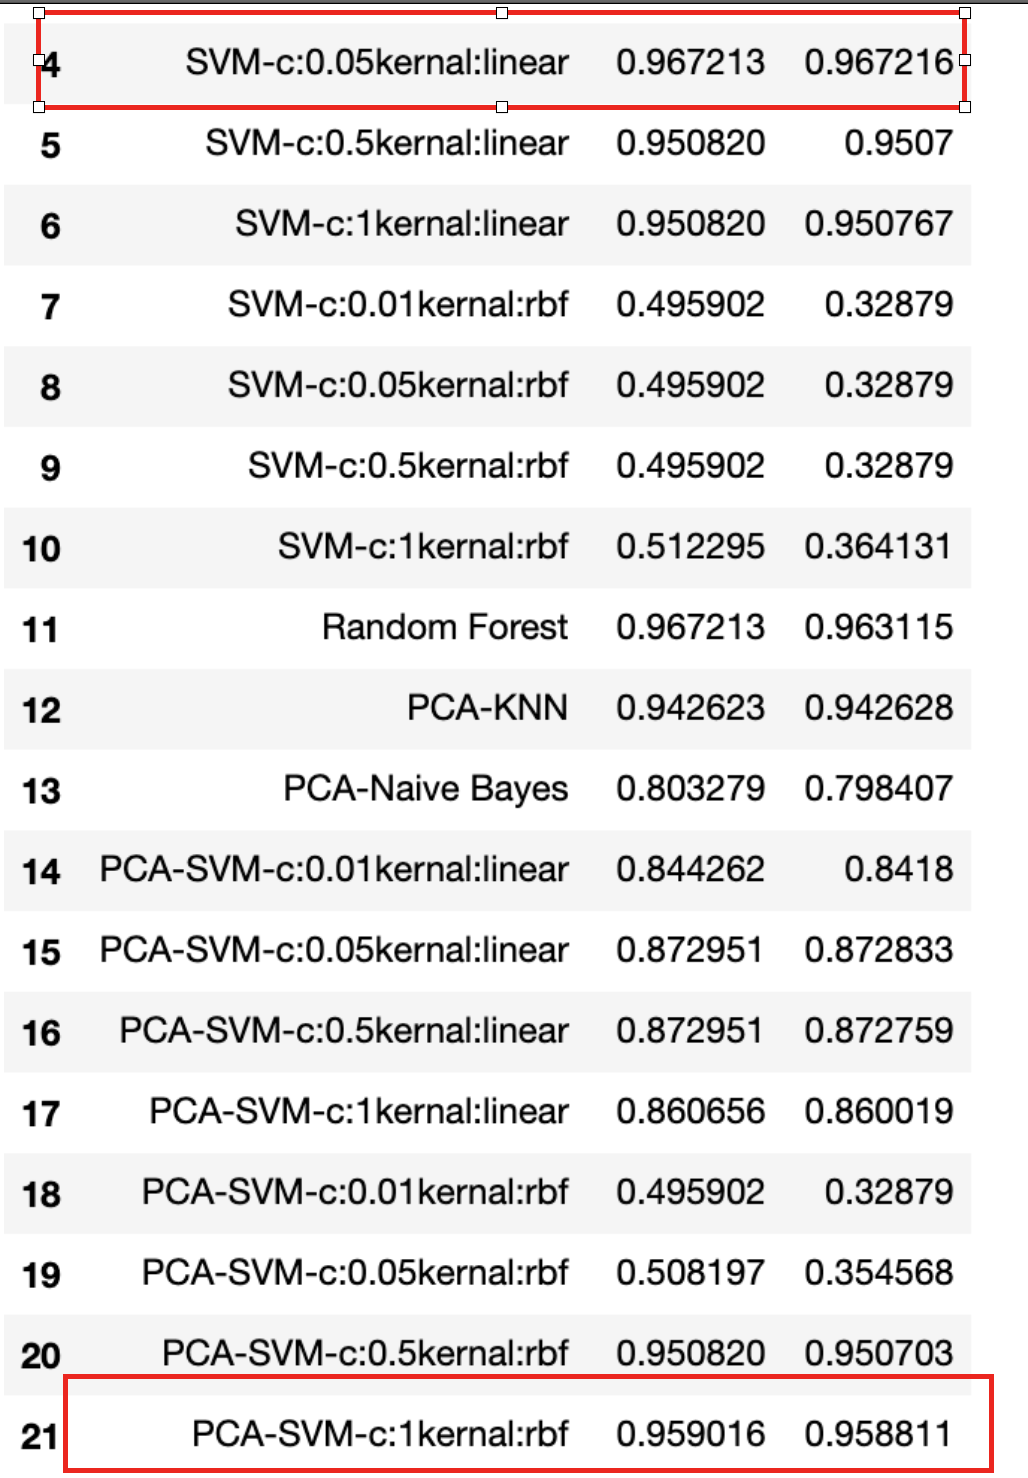 4 SVM-c:0.05kernal:linear 0.967213 0.967216
5 SVM-c:0.5kernal:linear 0.950820 0.9507
6 SVM-c:1kernal:linear 0.950820 0.950767
7 SVM-c:0.01kernal:rbf 0.495902 0.32879
8 SVM-c:0.05kernal:rbf 0.495902 0.32879
9 SVM-c:0.5kernal:rbf 0.495902 0.32879
10 SVM-c:1kernal:rbf 0.512295 0.364131
11 Random Forest 0.967213 0.963115
12 PCA-KNN 0.942623 0.942628
13 PCA-Naive Bayes 0.803279 0.798407
14 PCA-SVM-c:0.01kernal:linear 0.844262 0.8418
15 PCA-SVM-c:0.05kernal:linear 0.872951 0.872833
16 PCA-SVM-c:0.5kernal:linear 0.872951 0.872759
17 PCA-SVM-c:1kernal:linear 0.860656 0.860019
18 PCA-SVM-c:0.01kernal:rbf 0.495902 0.32879
19 PCA-SVM-c:0.05kernal:rbf 0.508197 0.354568
20 PCA-SVM-c:0.5kernal:rbf 0.950820 0.950703
21 PCA-SVM-c:1kernal:rbf 0.959016 0.958811